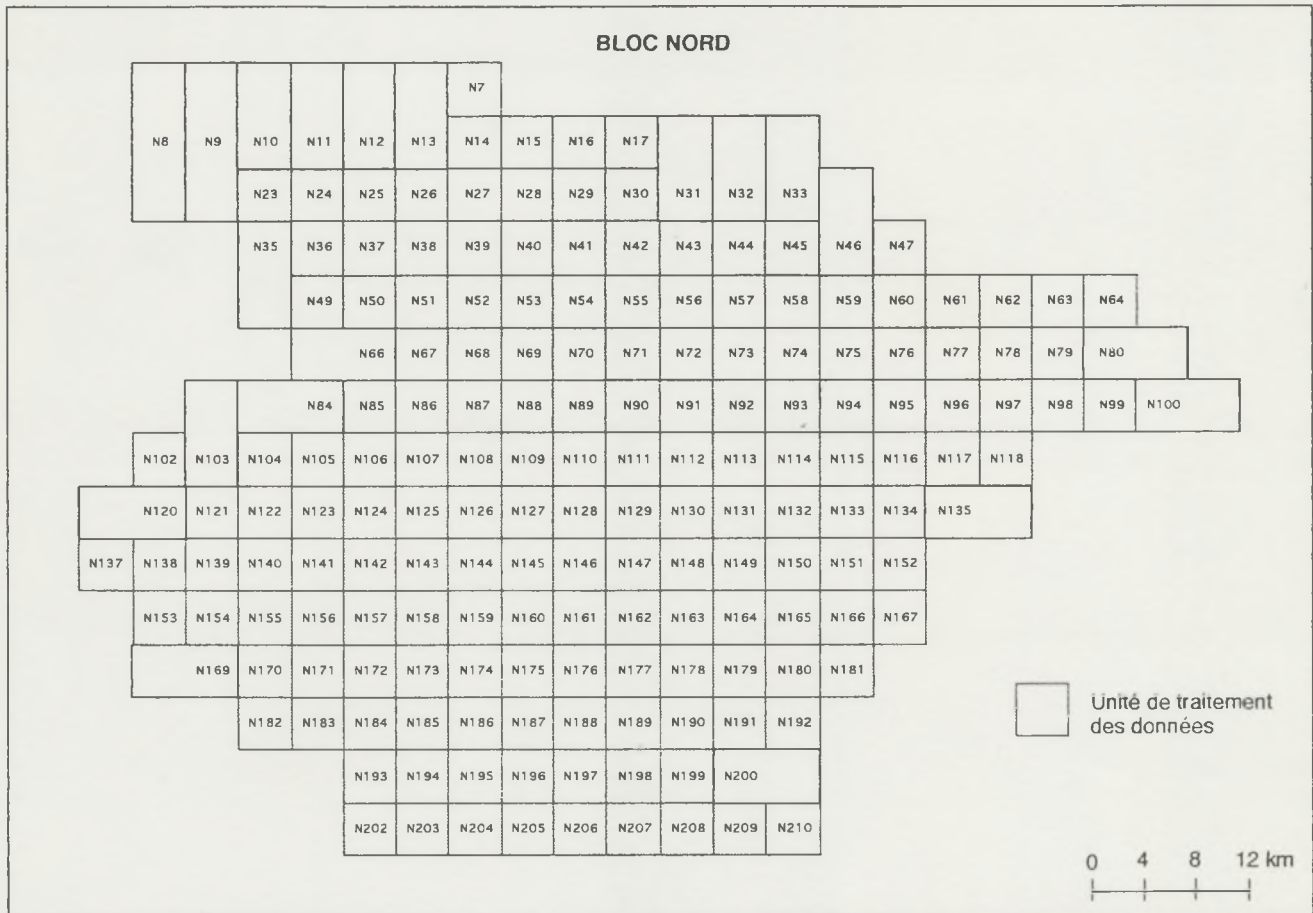 BLOC NORD
N7
N8 N9 N10 N11 N12 N13 N14 N15 N16 N17
N23 N24 N25 N26 N27 N28 N29 N30 N31 N32 N33
N35 N36 N37 N38 N39 N40 N41 N42 N43 N44 N45 N46 N47
N49 N50 N51 N52 N53 N54 N55 N56 N57 N58 N59 N60 N61 N62 N63 N64
N66 N67 N68 N69 N70 N71 N72 N73 N74 N75 N76 N77 N78 N79 N80
N84 N85 N86 N87 N88 N89 N90 N91 N92 N93 N94 N95 N96 N97 N98 N99 N100
N102 N103 N104 N105 N106 N107 N108 N109 N110 N111 N112 N113 N114 N115 N116 N117 N118
N120 N121 N122 N123 N124 N125 N126 N127 N128 N129 N130 N131 N132 N133 N134 N135
N137 N138 N139 N140 N141 N142 N143 N144 N145 N146 N147 N148 N149 N150 N151 N152
N153 N154 N155 N156 N157 N158 N159 N160 N161 N162 N163 N164 N165 N166 N167
N169 N170 N171 N172 N173 N174 N175 N176 N177 N178 N179 N180 N181
N182 N183 N184 N185 N186 N187 N188 N189 N190 N191 N192
N193 N194 N195 N196 N197 N198 N199 N200
N202 N203 N204 N205 N206 N207 N208 N209 N210
Unité de traitement
des données
0 4 8 12 km